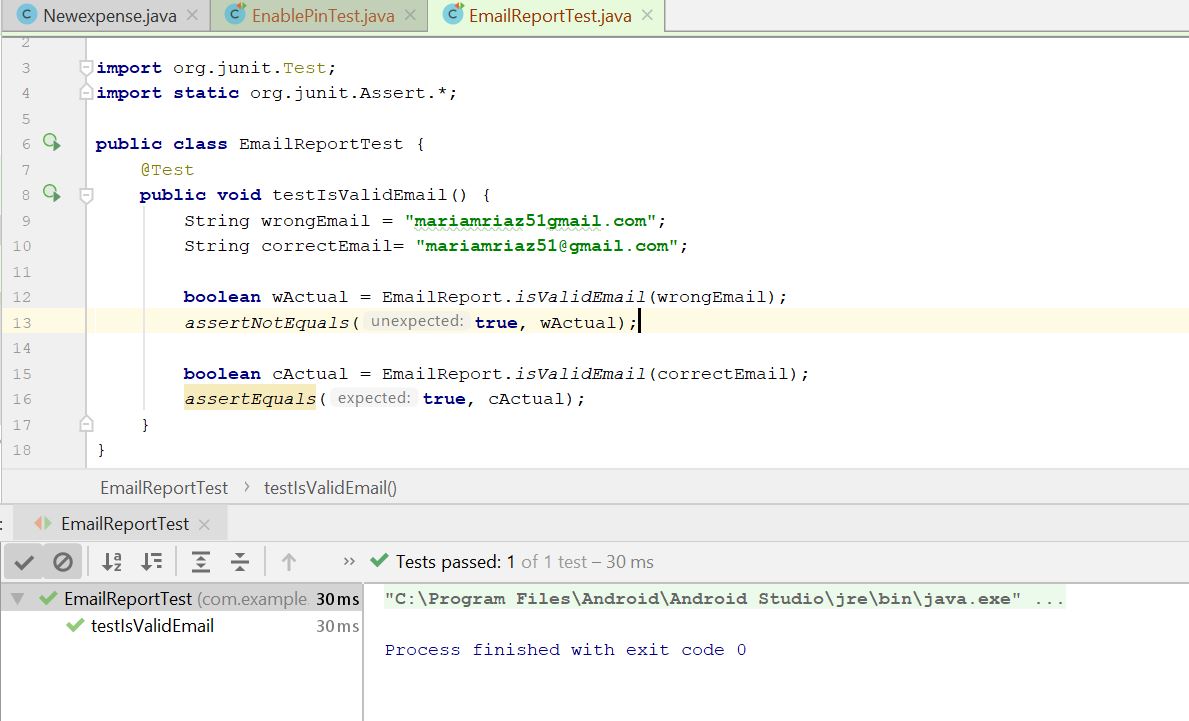 Newexpense.java EnablePinTest.java EmailReportTest.java
2
3 import org.junit.Test;
4 import static org.junit.Assert.*;
5
6 public class EmailReportTest {
7 @Test
8 public void testIsValidEmail() {
9 String wrongEmail = "mariamriaz51gmail.com";
10 String correctEmail= "mariamriaz51@gmail.com";
11
12 boolean wActual = EmailReport.isValidEmail(wrongEmail);
13 assertNotEquals( unexpected: true, wActual);
14
15 boolean cActual = EmailReport.isValidEmail(correctEmail);
16 assertEquals( expected: true, cActual);
17 }
18 }
EmailReportTest › testIsValidEmail()
: EmailReportTest
» Tests passed: 1 of 1 test – 30 ms
EmailReportTest (com.example. 30 ms
testIsValidEmail 30 ms
"C:\Program Files\Android\Android Studio\jre\bin\java.exe" ...
Process finished with exit code 0